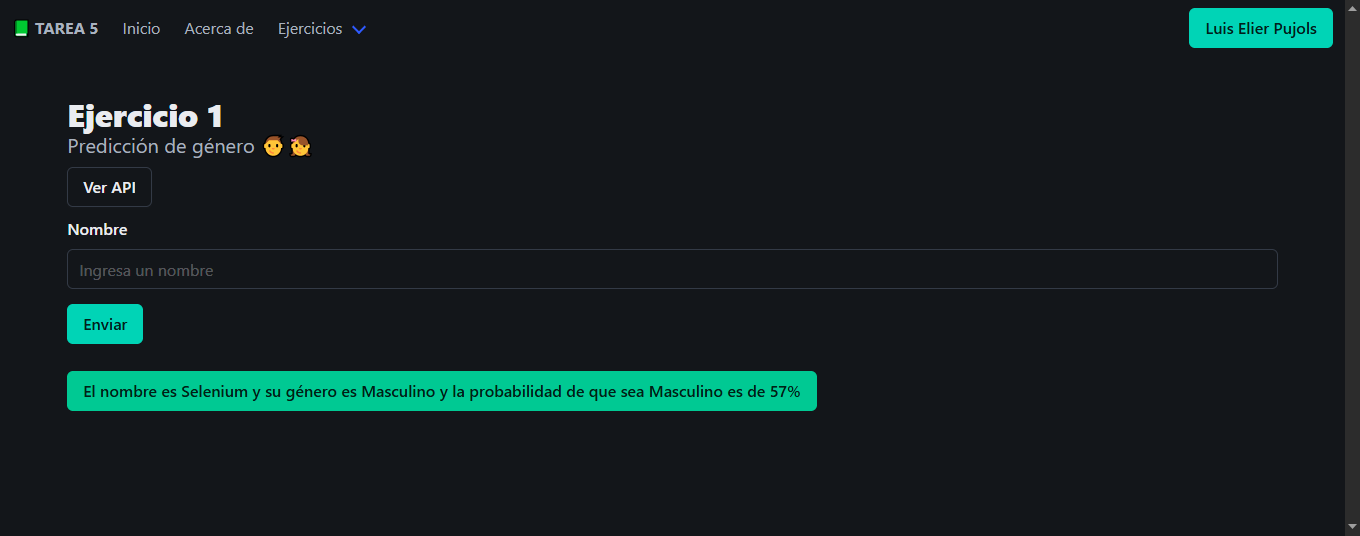 TAREA 5 Inicio Acerca de Ejercicios Luis Elier Pujols
Ejercicio 1
Predicción de género
Ver API
Nombre
Ingresa un nombre
Enviar
El nombre es Selenium y su género es Masculino y la probabilidad de que sea Masculino es de 57%